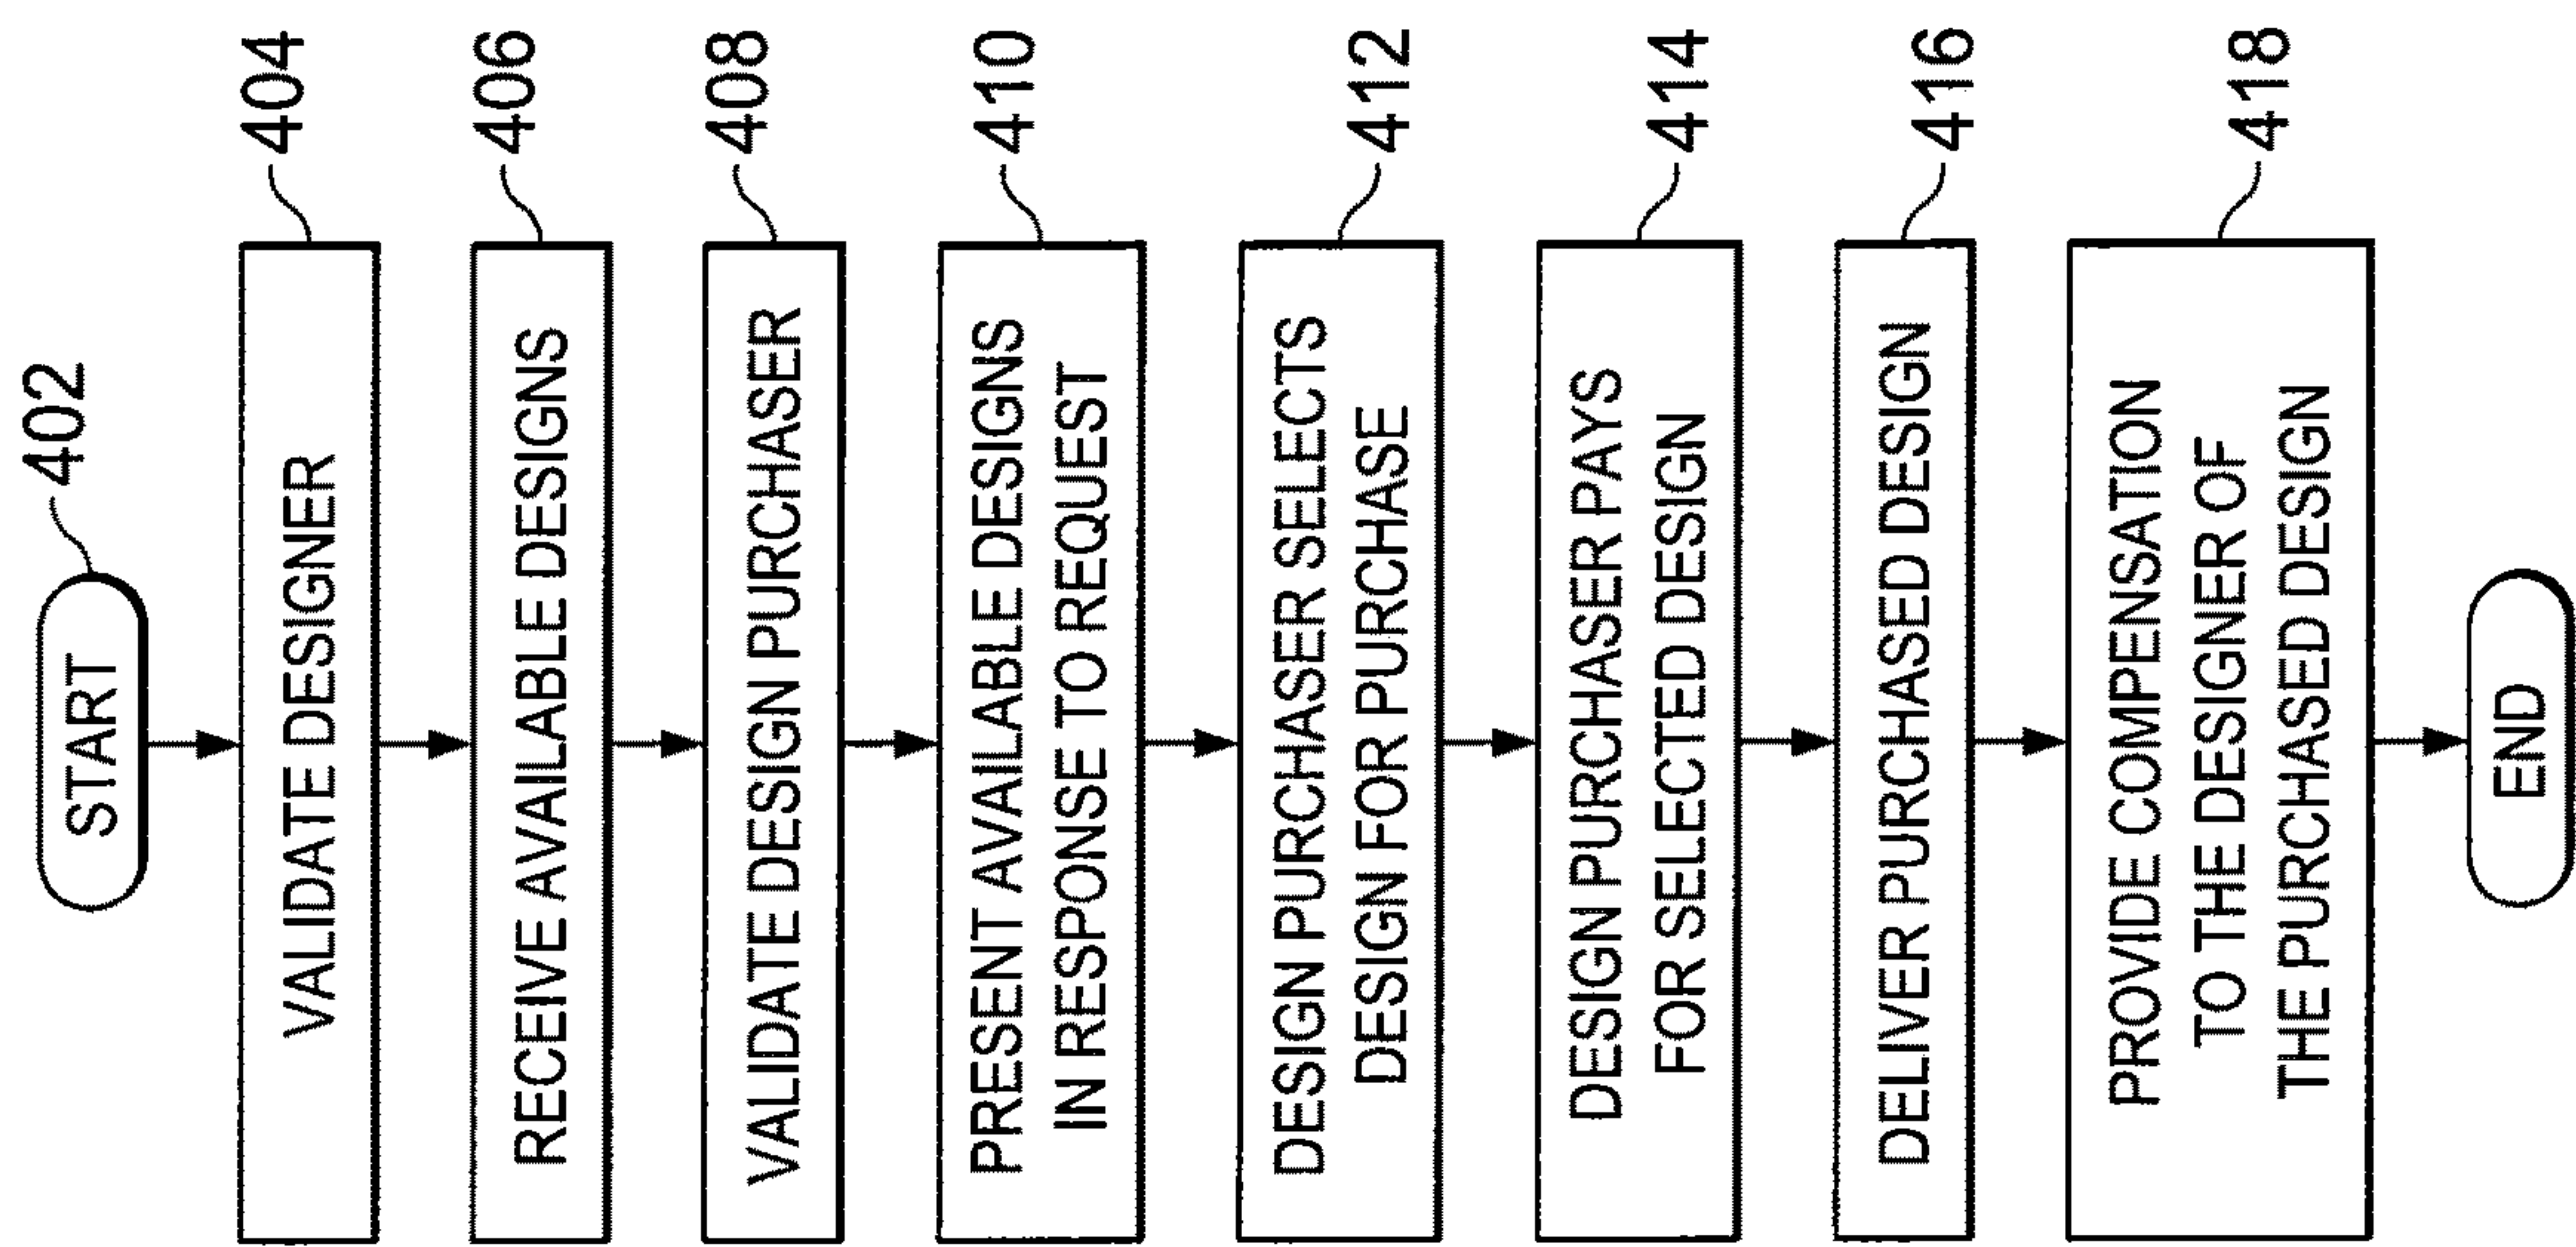 START
402
VALIDATE DESIGNER
404
RECEIVE AVAILABLE DESIGNS
406
VALIDATE DESIGN PURCHASER
408
PRESENT AVAILABLE DESIGNS
IN RESPONSE TO REQUEST
410
DESIGN PURCHASER SELECTS
DESIGN FOR PURCHASE
412
DESIGN PURCHASER PAYS
FOR SELECTED DESIGN
414
DELIVER PURCHASED DESIGN
416
PROVIDE COMPENSATION
TO THE DESIGNER OF
THE PURCHASED DESIGN
418
END